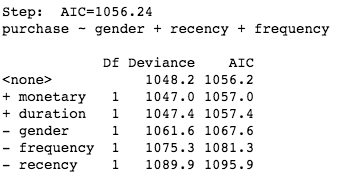 Step:  AIC=1056.24
purchase ~ gender + recency + frequency
Df Deviance    AIC
<none>           1048.2 1056.2
+ monetary   1   1047.0 1057.0
+ duration   1   1047.4 1057.4
- gender     1   1061.6 1067.6
- frequency  1   1075.3 1081.3
- recency    1   1089.9 1095.9